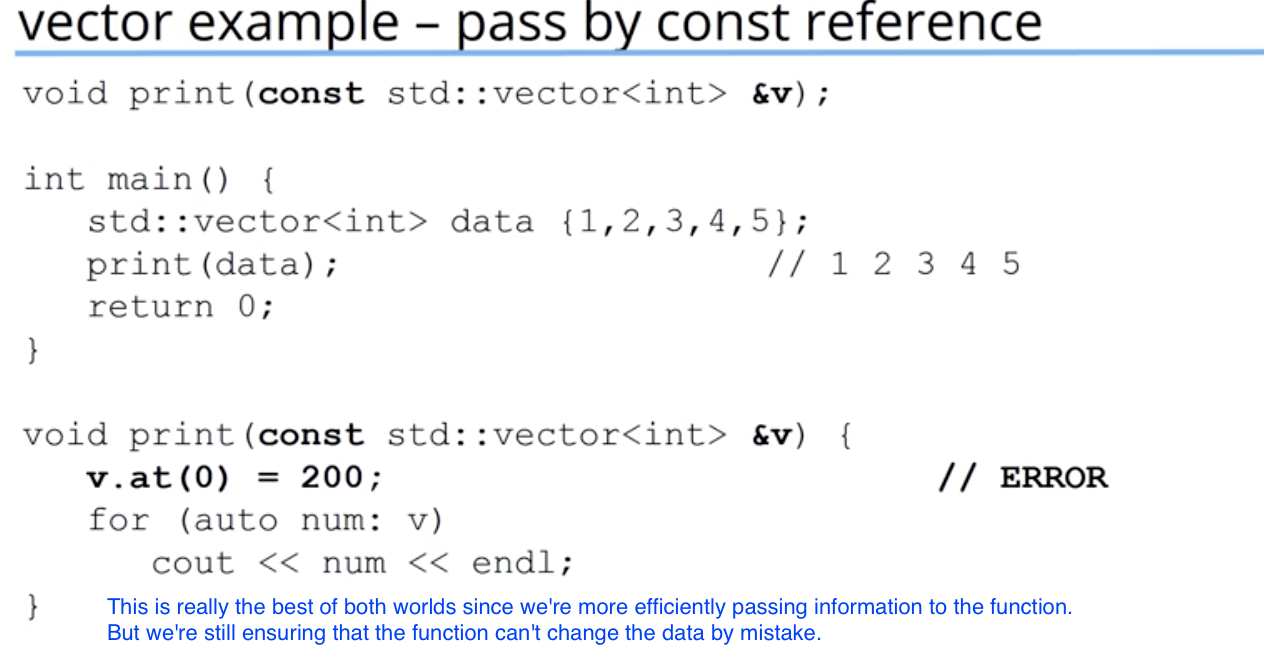 vector example – pass by const reference
void print(const std::vector<int> &v);
int main() {
std::vector<int> data {1,2,3,4,5};
print(data); // 1 2 3 4 5
return 0;
}
void print(const std::vector<int> &v) {
v.at(0) = 200; // ERROR
for (auto num: v)
cout << num << endl;
}
This is really the best of both worlds since we're more efficiently passing information to the function.
But we're still ensuring that the function can't change the data by mistake.